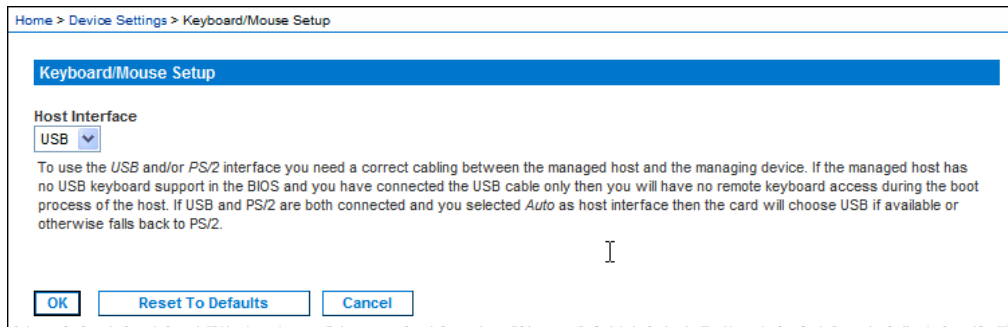 Home > Device Settings > Keyboard/Mouse Setup
Keyboard/Mouse Setup
Host Interface
USB
To use the USB and/or PS/2 interface you need a correct cabling between the managed host and the managing device. If the managed host has
no USB keyboard support in the BIOS and you have connected the USB cable only then you will have no remote keyboard access during the boot
process of the host. If USB and PS/2 are both connected and you selected Auto as host interface then the card will choose USB if available or
otherwise falls back to PS/2.
OK Reset To Defaults Cancel